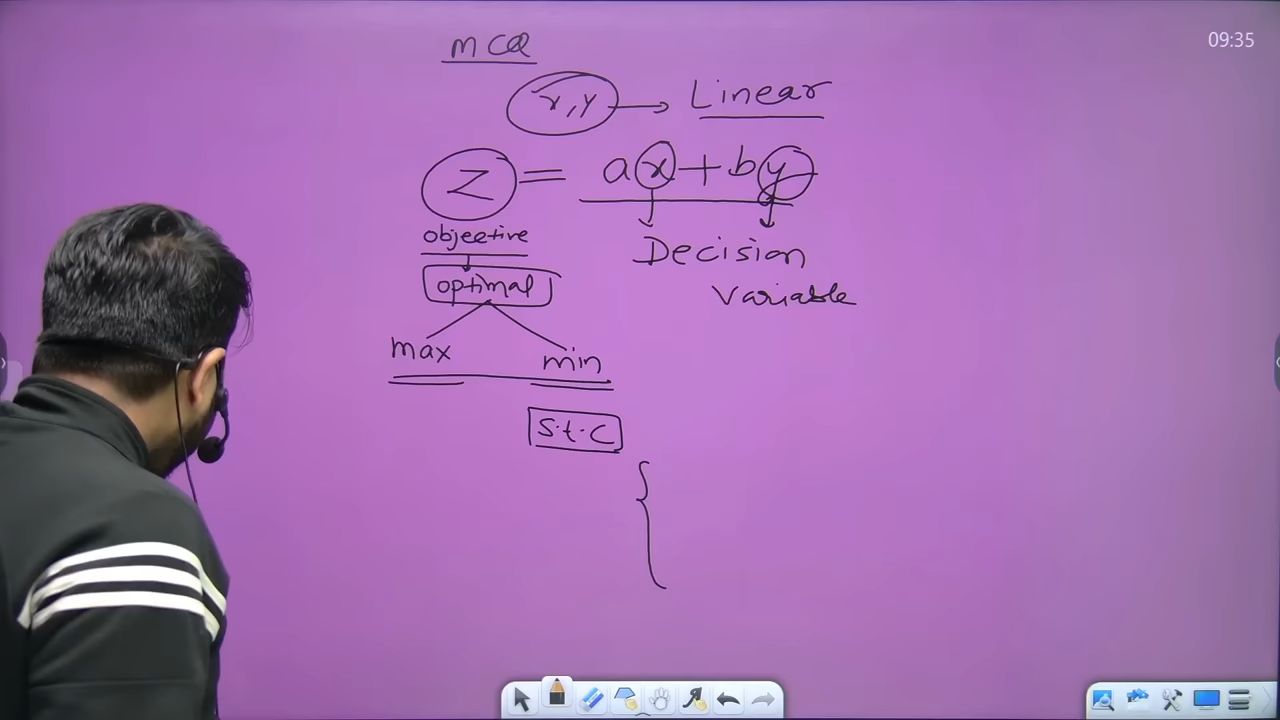 MCQ
09:35
x,y → Linear
Z = ax + by
objective
Decision
Variable
optimal
max min
S.t.C
{